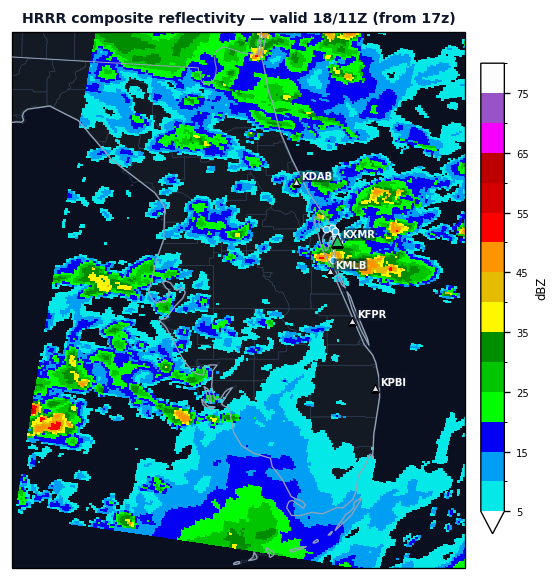 HRRR composite reflectivity — valid 18/11Z (from 17z)
KDAB
KXMR
KMLB
KFPR
KPBI
75
65
55
45
35
25
15
5
dBZ